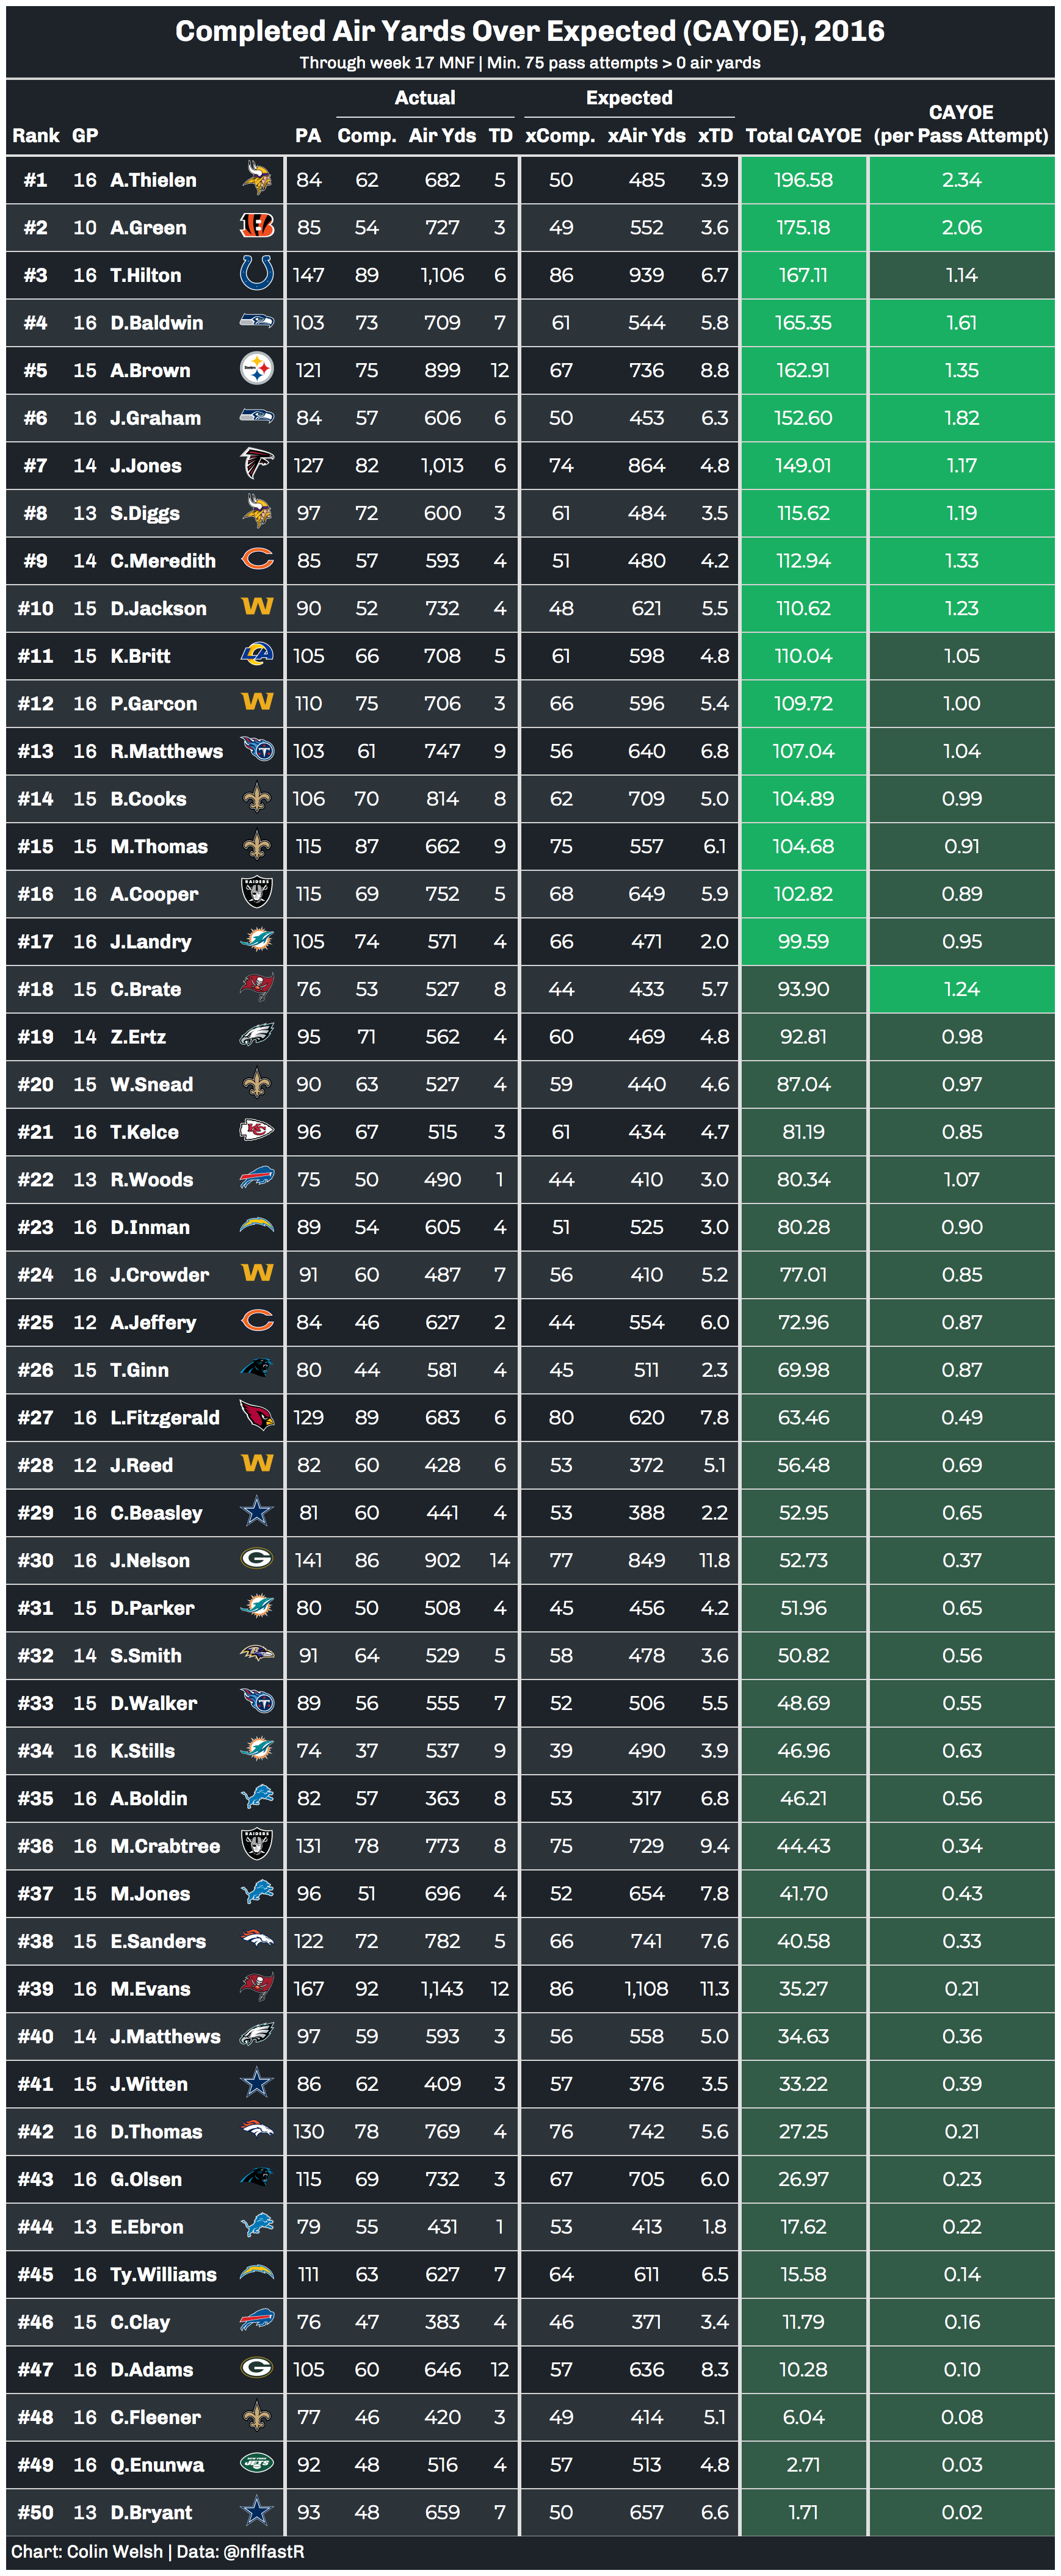 Completed Air Yards Over Expected (CAYOE), 2016
Through week 17 MNF | Min. 75 pass attempts > 0 air yards
Actual Expected
Rank GP PA Comp. Air Yds TD xComp. xAir Yds xTD Total CAYOE CAYOE (per Pass Attempt)
#1 16 A.Thielen 84 62 682 5 50 485 3.9 196.58 2.34
#2 10 A.Green 85 54 727 3 49 552 3.6 175.18 2.06
#3 16 T.Hilton 147 89 1,106 6 86 939 6.7 167.11 1.14
#4 16 D.Baldwin 103 73 709 7 61 544 5.8 165.35 1.61
#5 15 A.Brown 121 75 899 12 67 736 8.8 162.91 1.35
#6 16 J.Graham 84 57 606 6 50 453 6.3 152.60 1.82
#7 14 J.Jones 127 82 1,013 6 74 864 4.8 149.01 1.17
#8 13 S.Diggs 97 72 600 3 61 484 3.5 115.62 1.19
#9 14 C.Meredith 85 57 593 4 51 480 4.2 112.94 1.33
#10 15 D.Jackson 90 52 732 4 48 621 5.5 110.62 1.23
#11 15 K.Britt 105 66 708 5 61 598 4.8 110.04 1.05
#12 16 P.Garcon 110 75 706 3 66 596 5.4 109.72 1.00
#13 16 R.Matthews 103 61 747 9 56 640 6.8 107.04 1.04
#14 15 B.Cooks 106 70 814 8 62 709 5.0 104.89 0.99
#15 15 M.Thomas 115 87 662 9 75 557 6.1 104.68 0.91
#16 16 A.Cooper RAIDERS 115 69 752 5 68 649 5.9 102.82 0.89
#17 16 J.Landry 105 74 571 4 66 471 2.0 99.59 0.95
#18 15 C.Brate 76 53 527 8 44 433 5.7 93.90 1.24
#19 14 Z.Ertz 95 71 562 4 60 469 4.8 92.81 0.98
#20 15 W.Snead 90 63 527 4 59 440 4.6 87.04 0.97
#21 16 T.Kelce 96 67 515 3 61 434 4.7 81.19 0.85
#22 13 R.Woods 75 50 490 1 44 410 3.0 80.34 1.07
#23 16 D.Inman 89 54 605 4 51 525 3.0 80.28 0.90
#24 16 J.Crowder 91 60 487 7 56 410 5.2 77.01 0.85
#25 12 A.Jeffery 84 46 627 2 44 554 6.0 72.96 0.87
#26 15 T.Ginn 80 44 581 4 45 511 2.3 69.98 0.87
#27 16 L.Fitzgerald 129 89 683 6 80 620 7.8 63.46 0.49
#28 12 J.Reed 82 60 428 6 53 372 5.1 56.48 0.69
#29 16 C.Beasley 81 60 441 4 53 388 2.2 52.95 0.65
#30 16 J.Nelson 141 86 902 14 77 849 11.8 52.73 0.37
#31 15 D.Parker 80 50 508 4 45 456 4.2 51.96 0.65
#32 14 S.Smith 91 64 529 5 58 478 3.6 50.82 0.56
#33 15 D.Walker 89 56 555 7 52 506 5.5 48.69 0.55
#34 16 K.Stills 74 37 537 9 39 490 3.9 46.96 0.63
#35 16 A.Boldin 82 57 363 8 53 317 6.8 46.21 0.56
#36 16 M.Crabtree RAIDERS 131 78 773 8 75 729 9.4 44.43 0.34
#37 15 M.Jones 96 51 696 4 52 654 7.8 41.70 0.43
#38 15 E.Sanders 122 72 782 5 66 741 7.6 40.58 0.33
#39 16 M.Evans 167 92 1,143 12 86 1,108 11.3 35.27 0.21
#40 14 J.Matthews 97 59 593 3 56 558 5.0 34.63 0.36
#41 15 J.Witten 86 62 409 3 57 376 3.5 33.22 0.39
#42 16 D.Thomas 130 78 769 4 76 742 5.6 27.25 0.21
#43 16 G.Olsen 115 69 732 3 67 705 6.0 26.97 0.23
#44 13 E.Ebron 79 55 431 1 53 413 1.8 17.62 0.22
#45 16 Ty.Williams 111 63 627 7 64 611 6.5 15.58 0.14
#46 15 C.Clay 76 47 383 4 46 371 3.4 11.79 0.16
#47 16 D.Adams 105 60 646 12 57 636 8.3 10.28 0.10
#48 16 C.Fleener 77 46 420 3 49 414 5.1 6.04 0.08
#49 16 Q.Enunwa JETS 92 48 516 4 57 513 4.8 2.71 0.03
#50 13 D.Bryant 93 48 659 7 50 657 6.6 1.71 0.02
Chart: Colin Welsh | Data: @nflfastR